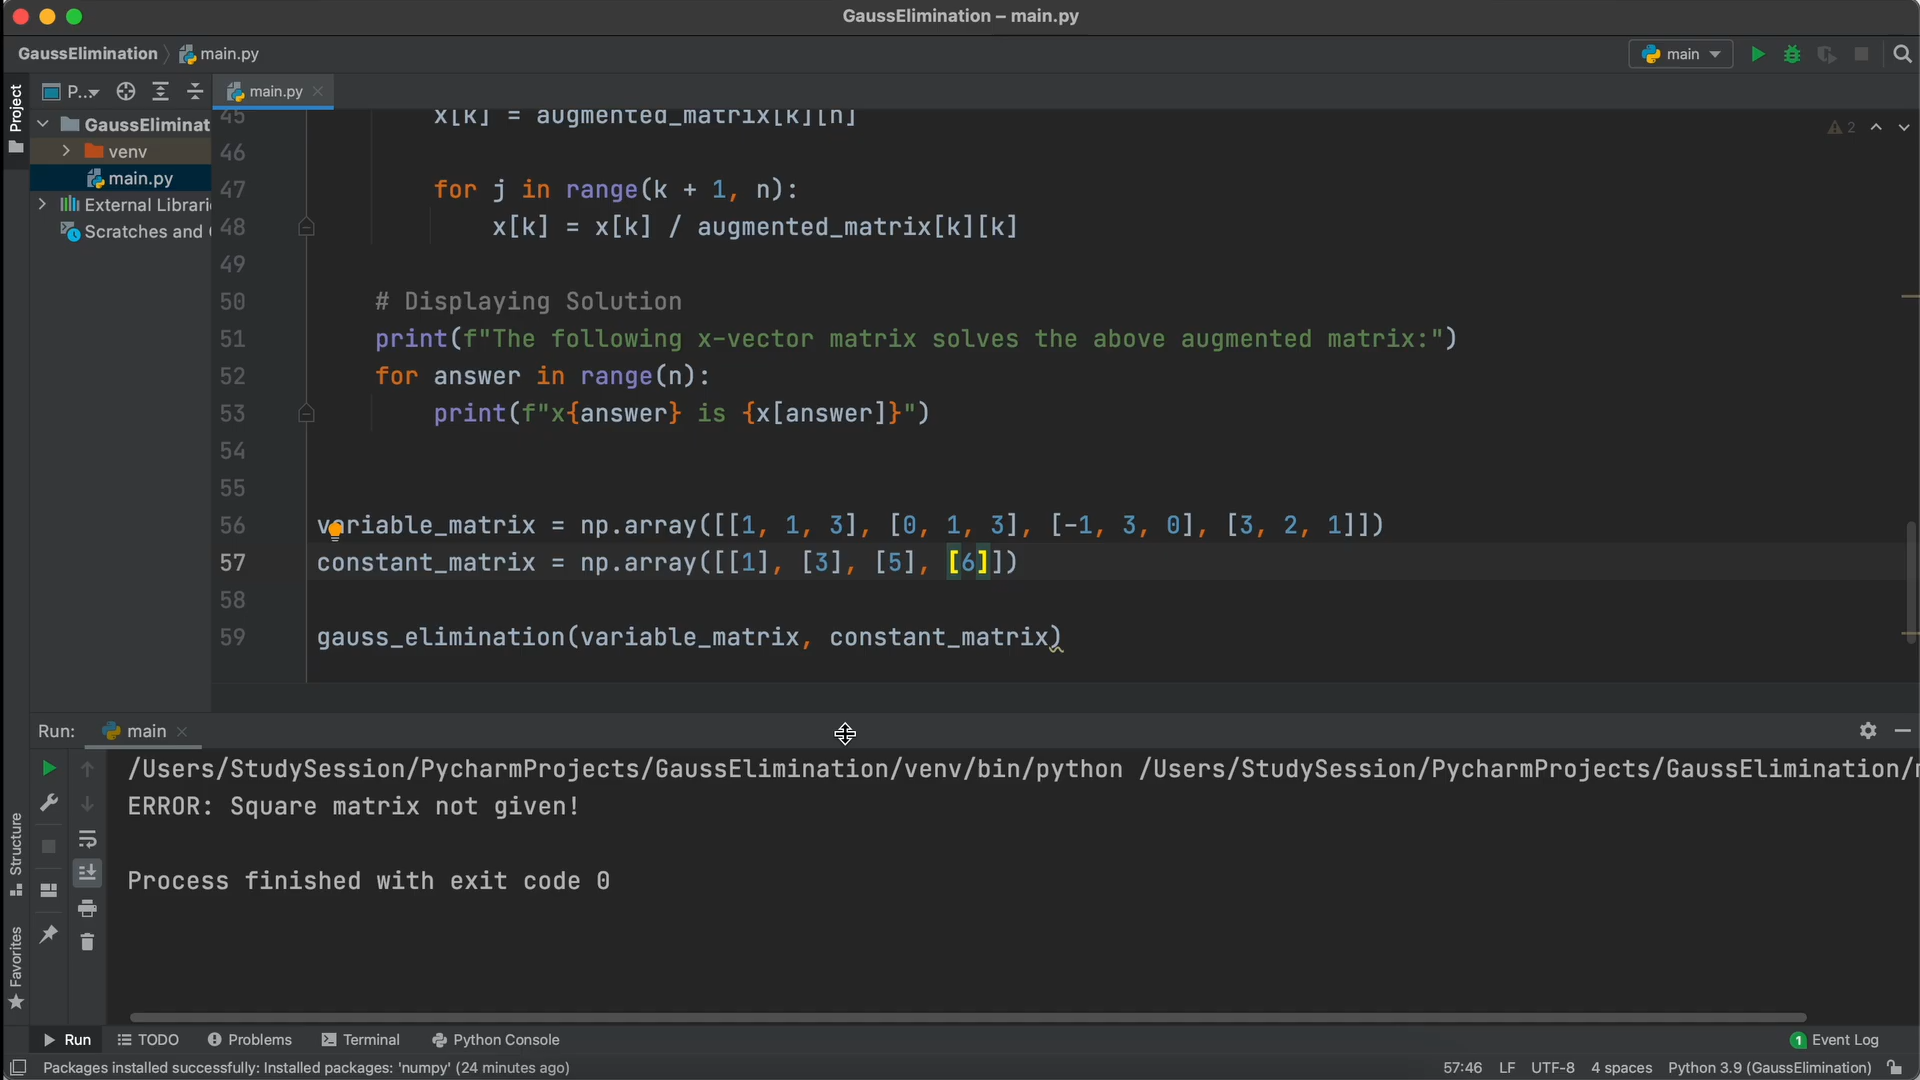 GaussElimination – main.py
GaussElimination
main.py
main
Project
P...
main.py
GaussEliminat
venv
main.py
External Librari
Scratches and
2
45 x[k] = augmented_matrix[k][n]
46
47 for j in range(k + 1, n):
48 x[k] = x[k] / augmented_matrix[k][k]
49
50 # Displaying Solution
51 print(f"The following x-vector matrix solves the above augmented matrix:")
52 for answer in range(n):
53 print(f"x{answer} is {x[answer]}")
54
55
56 variable_matrix = np.array([[1, 1, 3], [0, 1, 3], [-1, 3, 0], [3, 2, 1]])
57 constant_matrix = np.array([[1], [3], [5], [6]])
58
59 gauss_elimination(variable_matrix, constant_matrix)
Run:
main
/Users/StudySession/PycharmProjects/GaussElimination/venv/bin/python /Users/StudySession/PycharmProjects/GaussElimination/
ERROR: Square matrix not given!
Process finished with exit code 0
Structure
Favorites
Run
TODO
Problems
Terminal
Python Console
1 Event Log
Packages installed successfully: Installed packages: 'numpy' (24 minutes ago)
57:46
LF
UTF-8
4 spaces
Python 3.9 (GaussElimination)